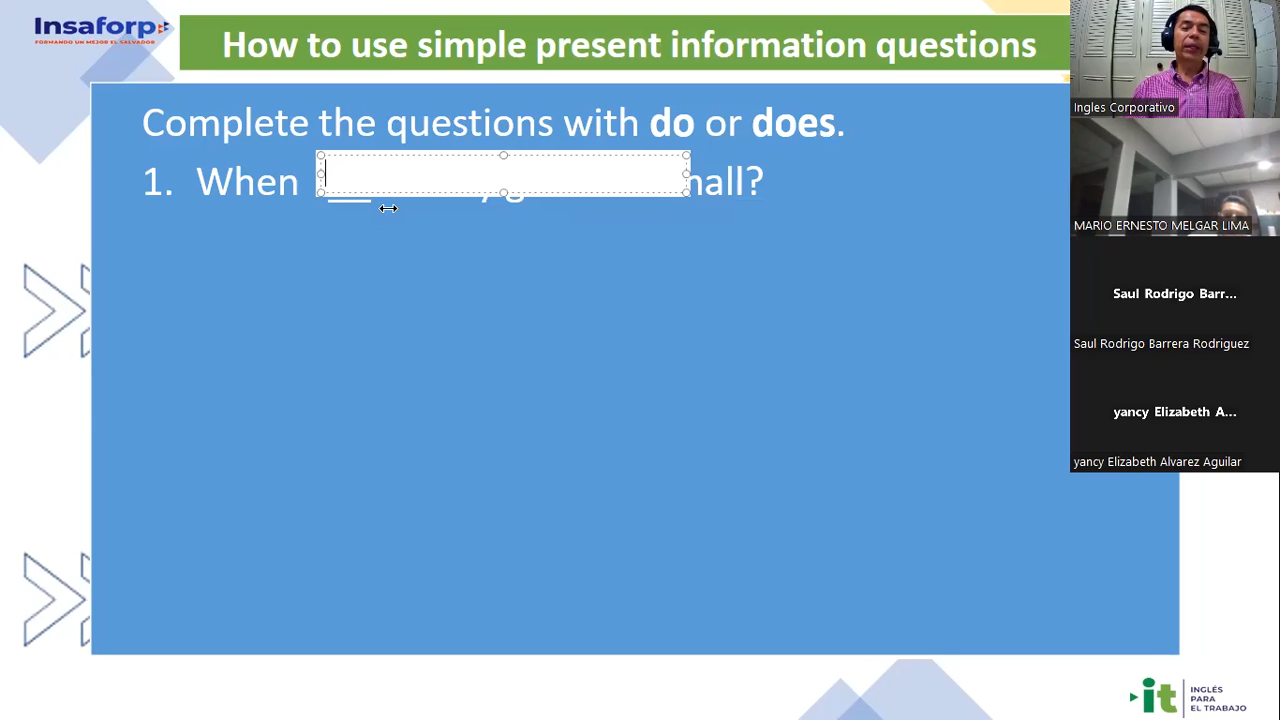 Insaforp
FORMANDO UN MEJOR EL SALVADOR
How to use simple present information questions
Complete the questions with do or does.
1. When
Ingles Corporativo
MARIO ERNESTO MELGAR LIMA
Saul Rodrigo Barr...
Saul Rodrigo Barrera Rodriguez
yancy Elizabeth A...
yancy Elizabeth Alvarez Aguilar
it
INGLÉS
PARA
EL TRABAJO